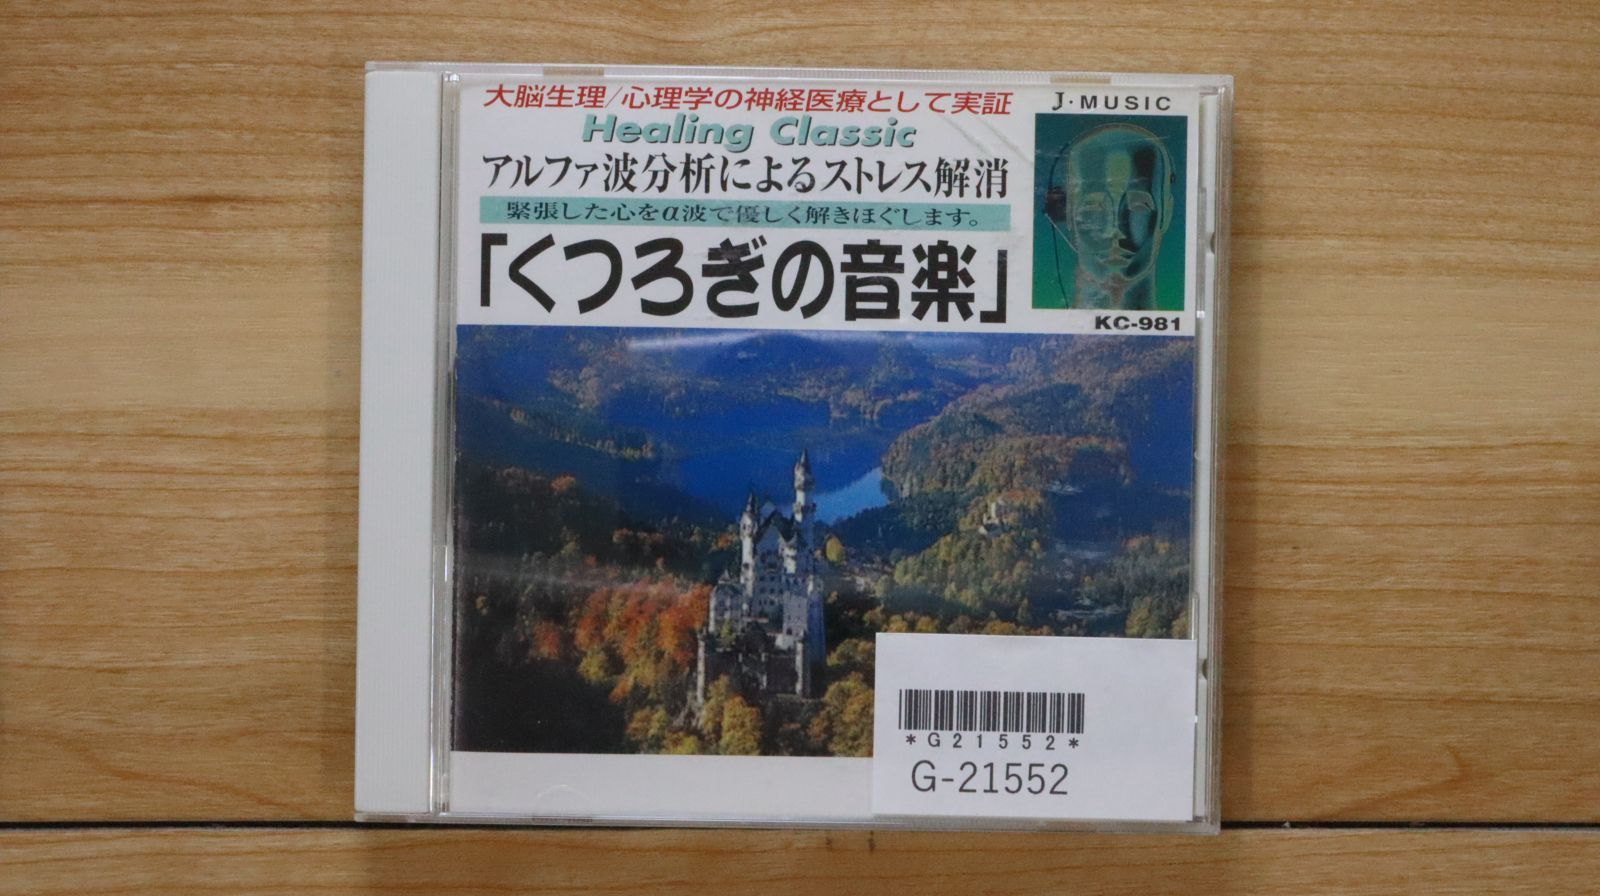 大脳生理/心理学の神経医療として実証
Healing Classic
アルファ波分析によるストレス解消
緊張した心をα波で優しく解きほぐします。
「くつろぎの音楽」
J・MUSIC
KC-981
*G21552*
G-21552